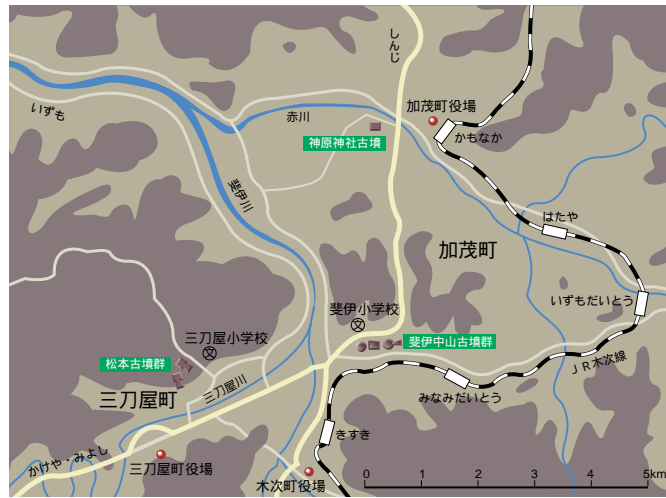 しんじ
加茂町役場
いずも
赤川
かもなか
神原神社古墳
斐伊川
はたや
加茂町
いずもだいとう
斐伊小学校
文
三刀屋小学校
文
斐伊中山古墳群
松本古墳群
JR木次線
三刀屋川
みなみだいとう
三刀屋町
きすき
かけや・みよし
三刀屋町役場
木次町役場
0 1 2 3 4 5km